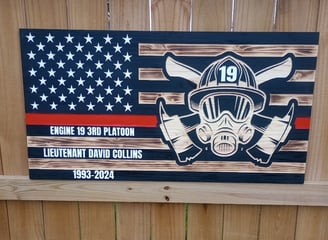 19
ENGINE 19 3RD PLATOON
LIEUTENANT DAVID COLLINS
1993-2024